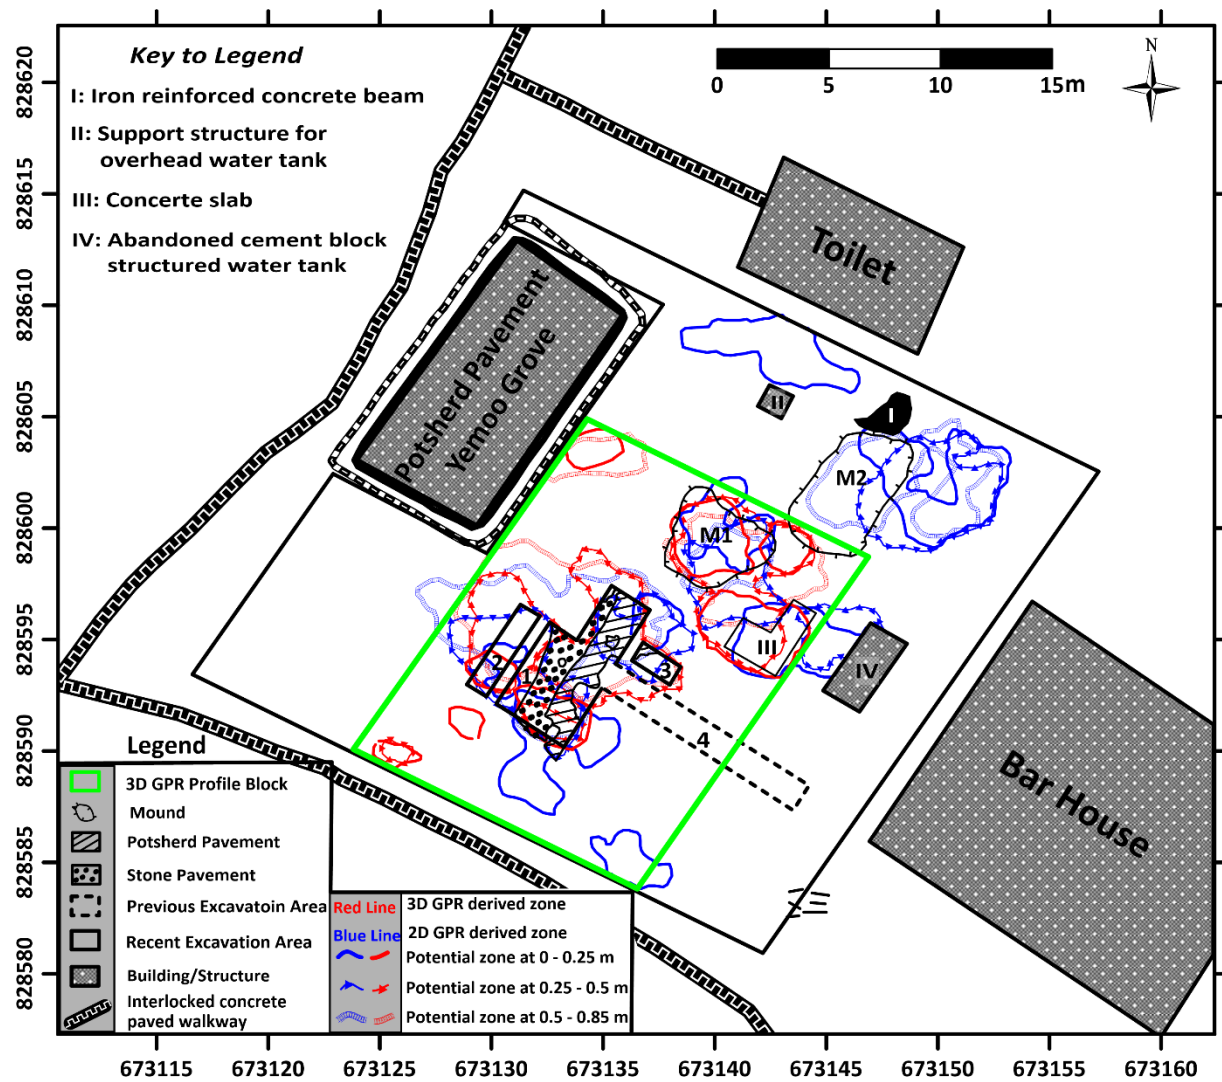 Key to Legend
I: Iron reinforced concrete beam
II: Support structure for
overhead water tank
III: Concerte slab
IV: Abandoned cement block
structured water tank
0 5 10 15m
N
828620
828615
828610
828605
828600
828595
828590
828585
828580
Toilet
Potsherd Pavement
Yemoo Grove
II
I
M2
M1
III
IV
2
1
3
4
Bar House
Legend
3D GPR Profile Block
Mound
Potsherd Pavement
Stone Pavement
Previous Excavatoin Area
Recent Excavation Area
Building/Structure
Interlocked concrete
paved walkway
Red Line 3D GPR derived zone
Blue Line 2D GPR derived zone
Potential zone at 0 - 0.25 m
Potential zone at 0.25 - 0.5 m
Potential zone at 0.5 - 0.85 m
673115 673120 673125 673130 673135 673140 673145 673150 673155 673160